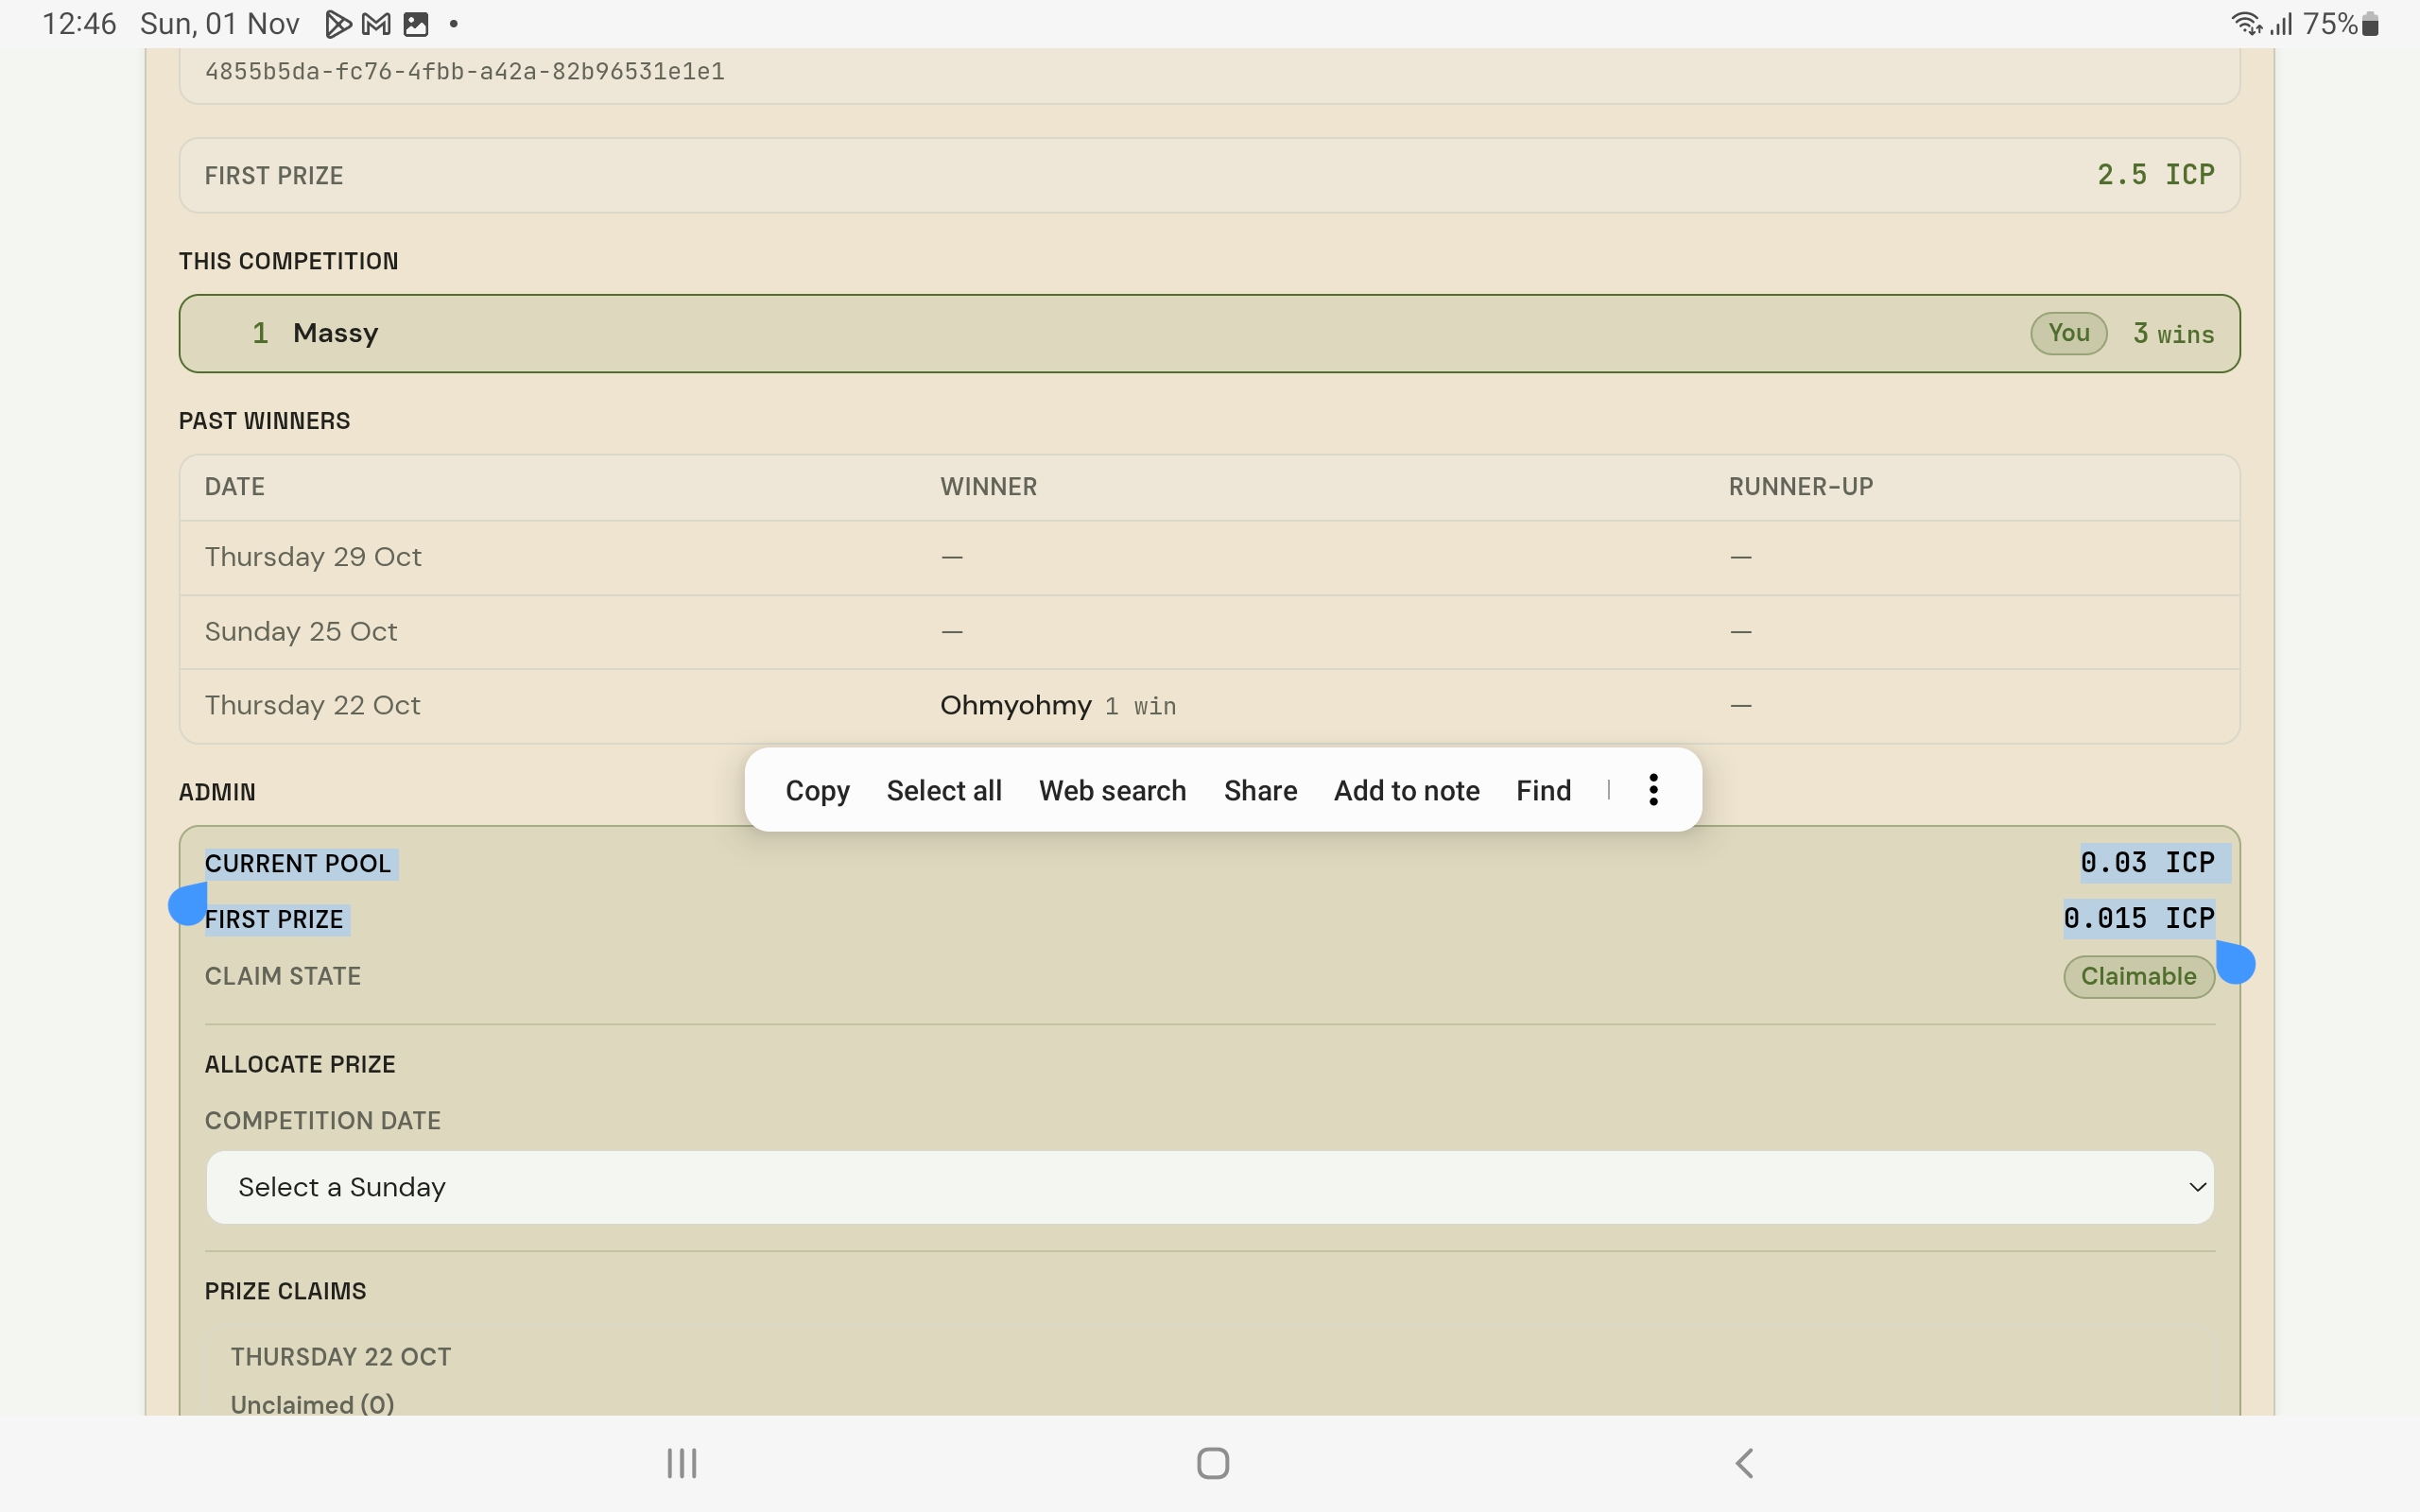 12:46 Sun, 01 Nov 75%
4855b5da-fc76-4fbb-a42a-82b96531e1e1
FIRST PRIZE 2.5 ICP
THIS COMPETITION
1 Massy You 3 wins
PAST WINNERS
DATE WINNER RUNNER-UP
Thursday 29 Oct — —
Sunday 25 Oct — —
Thursday 22 Oct Ohmyohmy 1 win —
ADMIN
Copy Select all Web search Share Add to note Find
CURRENT POOL 0.03 ICP
FIRST PRIZE 0.015 ICP
CLAIM STATE Claimable
ALLOCATE PRIZE
COMPETITION DATE
Select a Sunday
PRIZE CLAIMS
THURSDAY 22 OCT
Unclaimed (0)